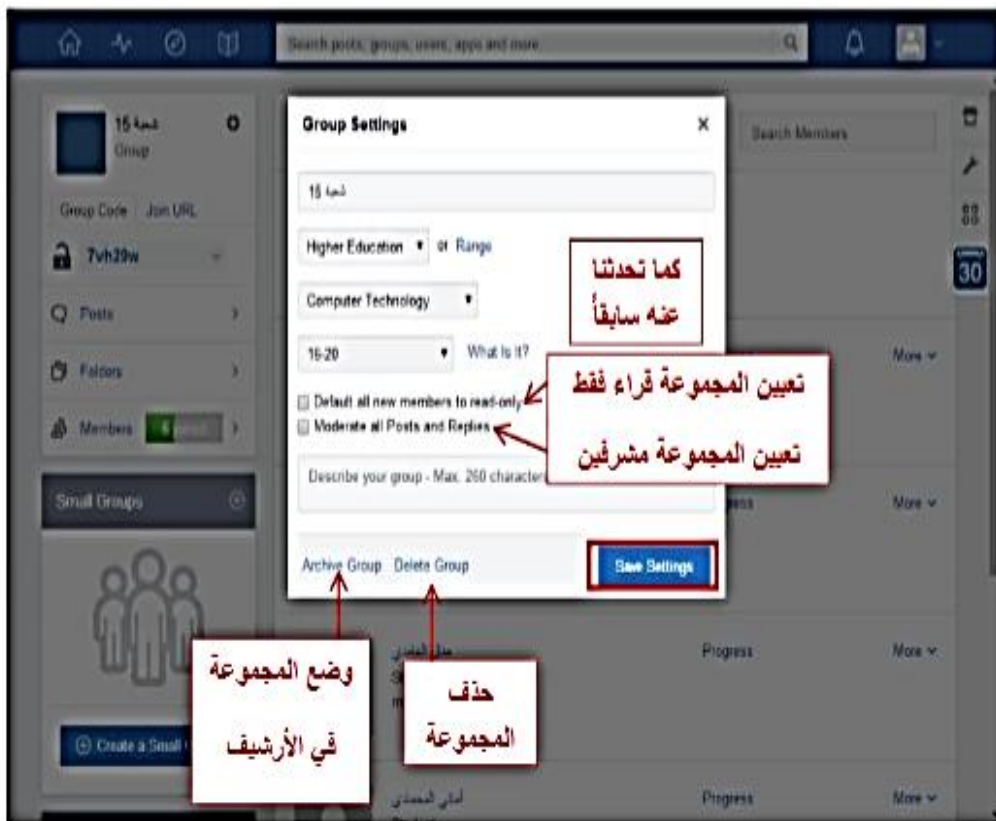 Search posts, groups, users, apps and more
شعبة 15
Group
Group Code Join URL
7vh39w
Posts
Folders
Members
Small Groups
Create a Small
Group Settings
×
Search Members
شعبة 15
Higher Education or Range
Computer Technology
كما تحدثنا
عنه سابقاً
16-20 What Is It?
Default all new members to read-only
تعيين المجموعة قراء فقط
Moderate all Posts and Replies
تعيين المجموعة مشرفين
Describe your group - Max. 260 character
Archive Group Delete Group Save Settings
وضع المجموعة
في الأرشيف
حذف
المجموعة
30
More
More
Progress More
Progress More